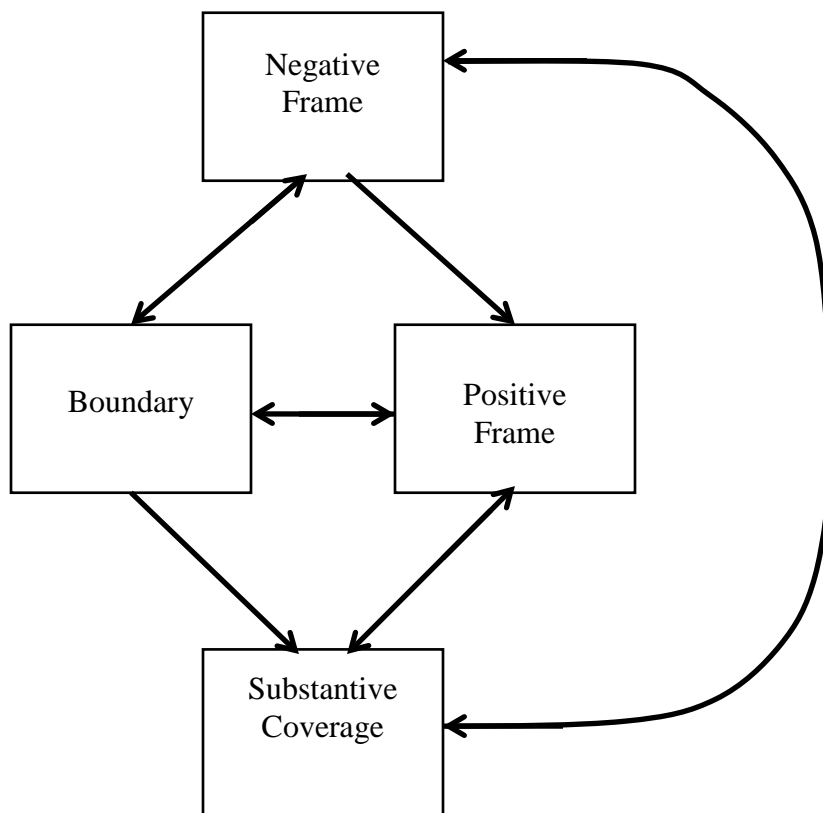 Negative
Frame
Boundary
Positive
Frame
Substantive
Coverage